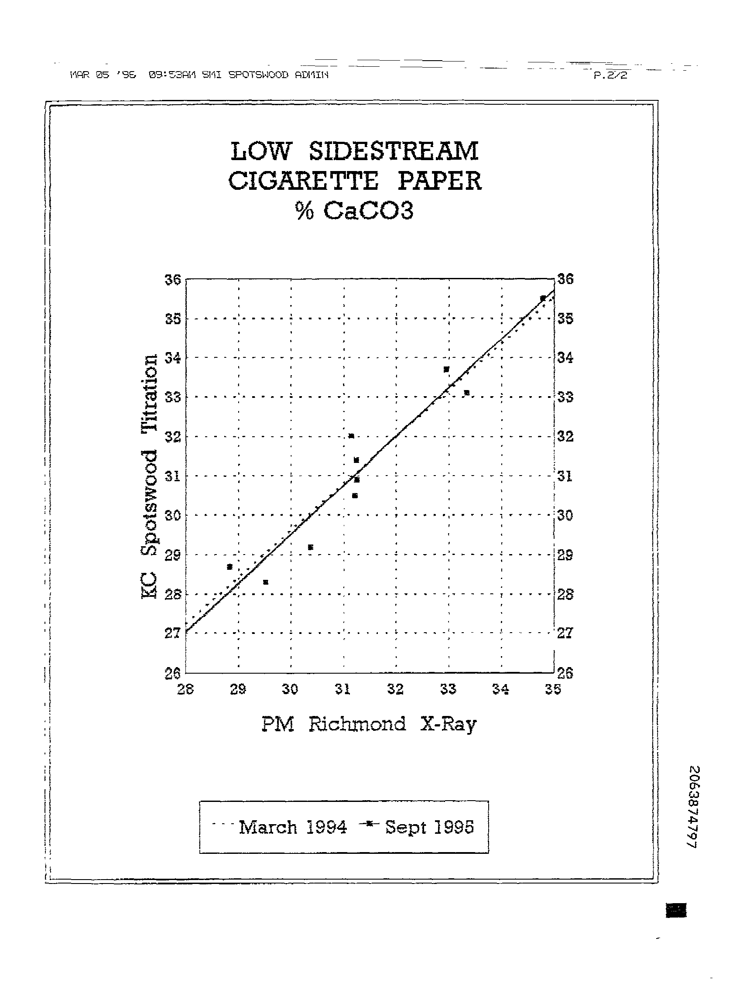 MAR 05 '96 09:53AM SMI SPOTSWOOD ADMIN P.2/2
LOW SIDESTREAM
CIGARETTE PAPER
% CaCO3
KC Spotswood Titration
36 36
35 35
34 34
33 33
32 32
31 31
30 30
29 29
28 28
27 27
26 26
28 29 30 31 32 33 34 35
PM Richmond X-Ray
March 1994 Sept 1995
2063874797